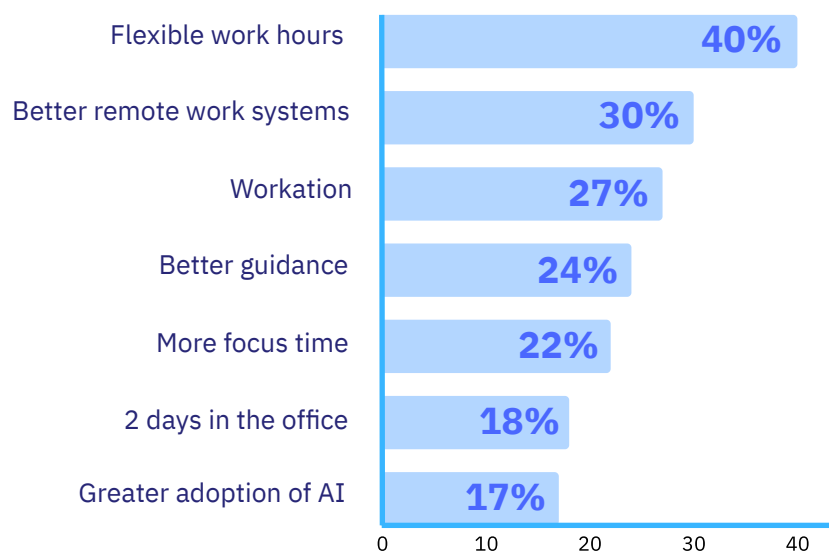 Flexible work hours 40%
Better remote work systems 30%
Workation 27%
Better guidance 24%
More focus time 22%
2 days in the office 18%
Greater adoption of AI 17%
0 10 20 30 40